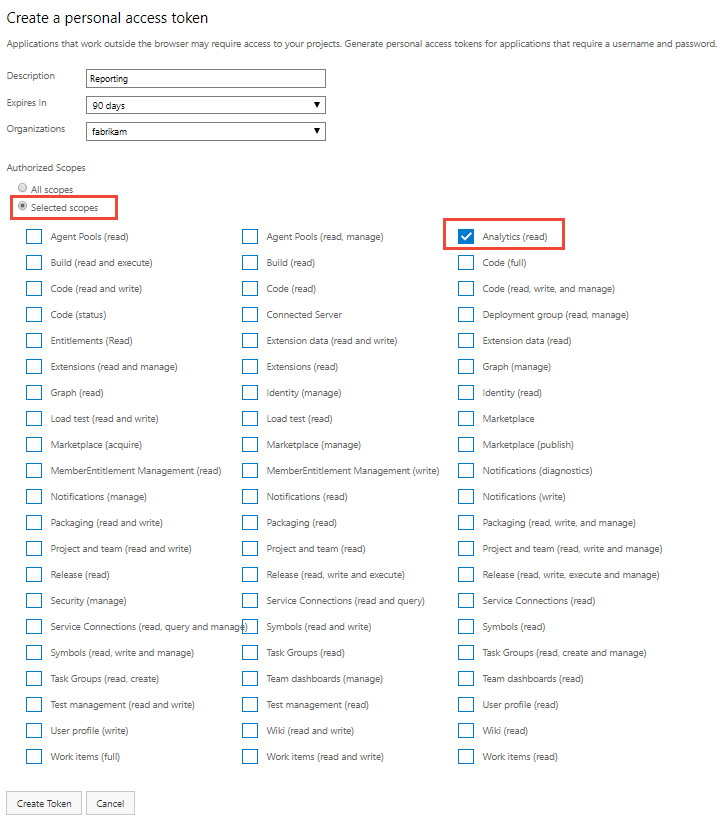 Create a personal access token
Applications that work outside the browser may require access to your projects. Generate personal access tokens for applications that require a username and password.
Description Reporting
Expires In 90 days
Organizations fabrikam
Authorized Scopes
All scopes
Selected scopes
Agent Pools (read) Agent Pools (read, manage) Analytics (read)
Build (read and execute) Build (read) Code (full)
Code (read and write) Code (read) Code (read, write, and manage)
Code (status) Connected Server Deployment group (read, manage)
Entitlements (Read) Extension data (read and write) Extension data (read)
Extensions (read and manage) Extensions (read) Graph (manage)
Graph (read) Identity (manage) Identity (read)
Load test (read and write) Load test (read) Marketplace
Marketplace (acquire) Marketplace (manage) Marketplace (publish)
MemberEntitlement Management (read) MemberEntitlement Management (write) Notifications (diagnostics)
Notifications (manage) Notifications (read) Notifications (write)
Packaging (read and write) Packaging (read) Packaging (read, write, and manage)
Project and team (read and write) Project and team (read) Project and team (read, write and manage)
Release (read) Release (read, write and execute) Release (read, write, execute and manage)
Security (manage) Service Connections (read and query) Service Connections (read)
Service Connections (read, query and manage) Symbols (read and write) Symbols (read)
Symbols (read, write and manage) Task Groups (read) Task Groups (read, create and manage)
Task Groups (read, create) Team dashboards (manage) Team dashboards (read)
Test management (read and write) Test management (read) User profile (read)
User profile (write) Wiki (read and write) Wiki (read)
Work items (full) Work items (read and write) Work items (read)
Create Token Cancel